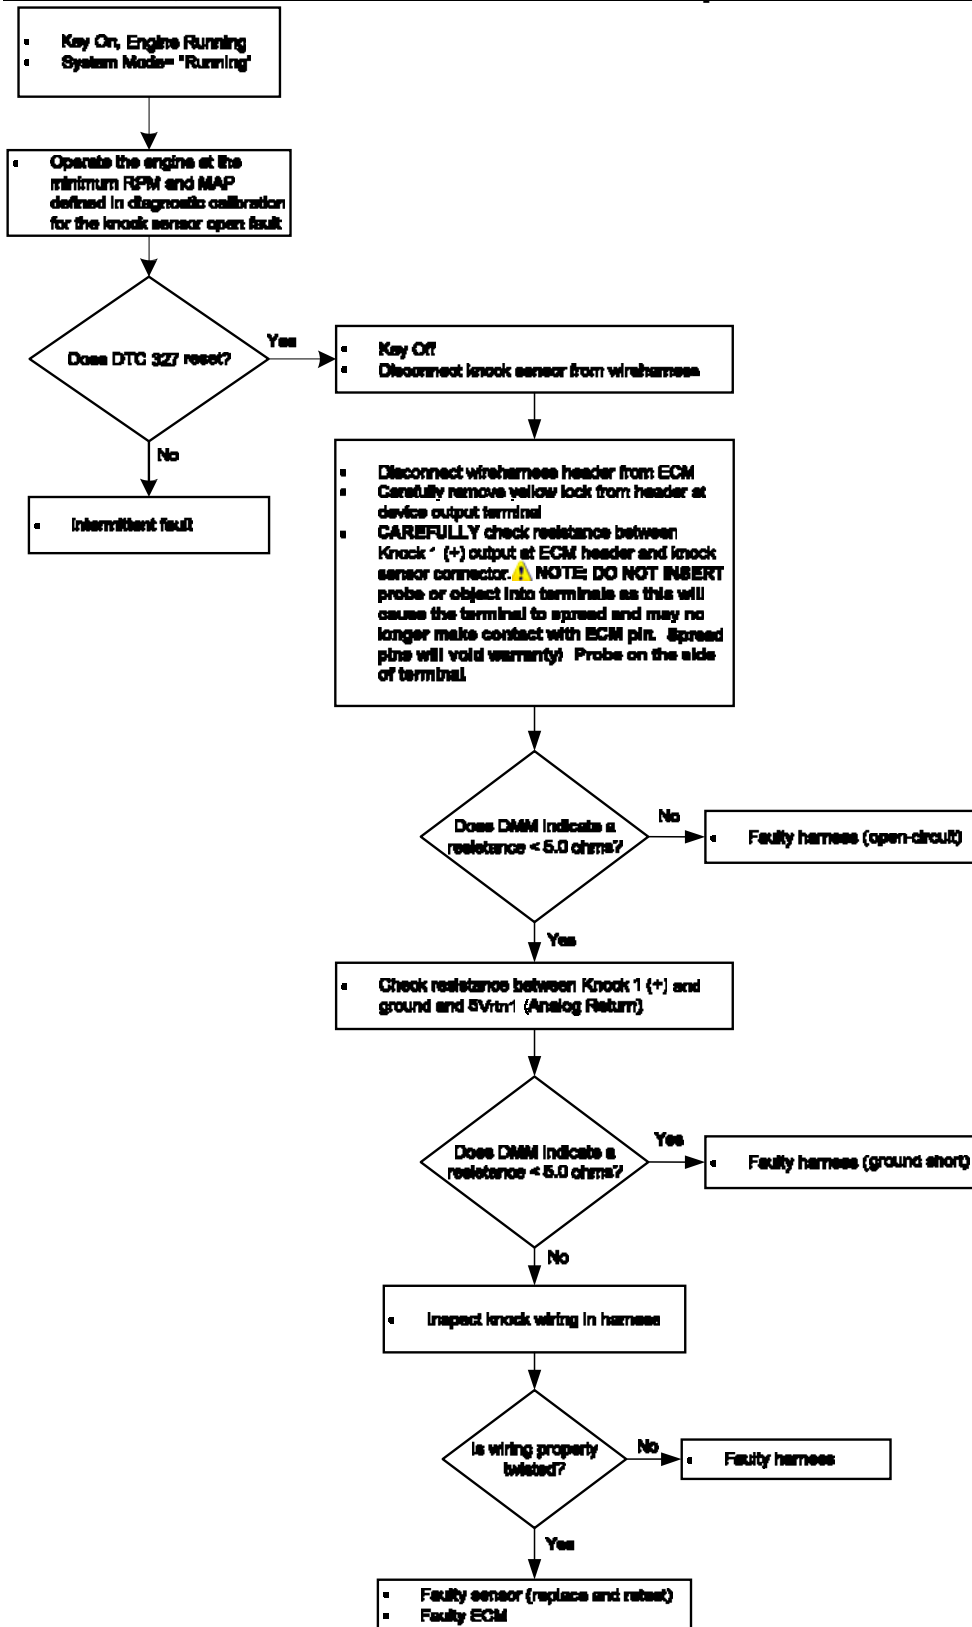 Key On, Engine Running
System Mode= "Running"
Operate the engine at the
minimum RPM and MAP
defined in diagnostic calibration
for the knock sensor open fault
Does DTC 327 reset?
Yes
Key Off
Disconnect knock sensor from wireharness
No
Intermittent fault
Disconnect wireharness header from ECM
Carefully remove yellow lock from header at
device output terminal
CAREFULLY check resistance between
Knock 1 (+) output at ECM header and knock
sensor connector. NOTE: DO NOT INSERT
probe or object into terminals as this will
cause the terminal to spread and may no
longer make contact with ECM pin. Spread
pins will void warranty! Probe on the side
of terminal.
Does DMM indicate a
resistance < 5.0 ohms?
No
Faulty harness (open-circuit)
Yes
Check resistance between Knock 1 (+) and
ground and 5Vrtn1 (Analog Return)
Does DMM indicate a
resistance < 5.0 ohms?
Yes
Faulty harness (ground short)
No
Inspect knock wiring in harness
Is wiring properly
twisted?
No
Faulty harness
Yes
Faulty sensor (replace and retest)
Faulty ECM